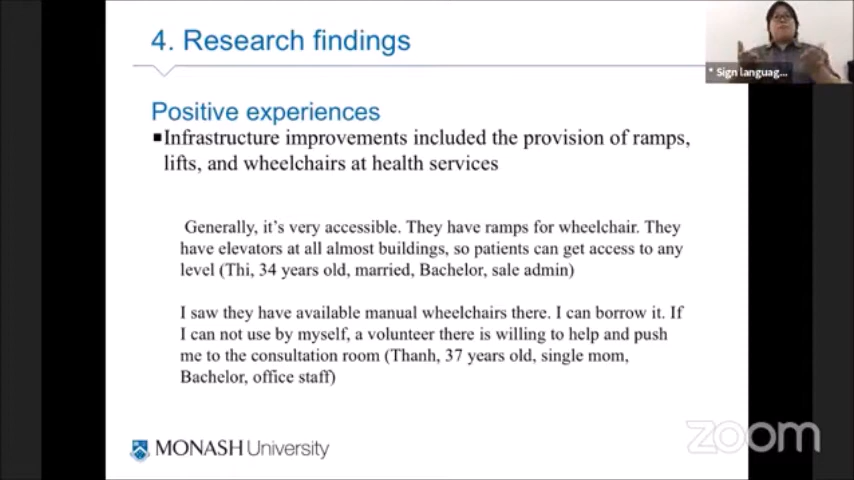 4. Research findings
* Sign languag...
Positive experiences
▪Infrastructure improvements included the provision of ramps,
lifts, and wheelchairs at health services
Generally, it's very accessible. They have ramps for wheelchair. They
have elevators at all almost buildings, so patients can get access to any
level (Thi, 34 years old, married, Bachelor, sale admin)
I saw they have available manual wheelchairs there. I can borrow it. If
I can not use by myself, a volunteer there is willing to help and push
me to the consultation room (Thanh, 37 years old, single mom,
Bachelor, office staff)
MONASH University
zoom